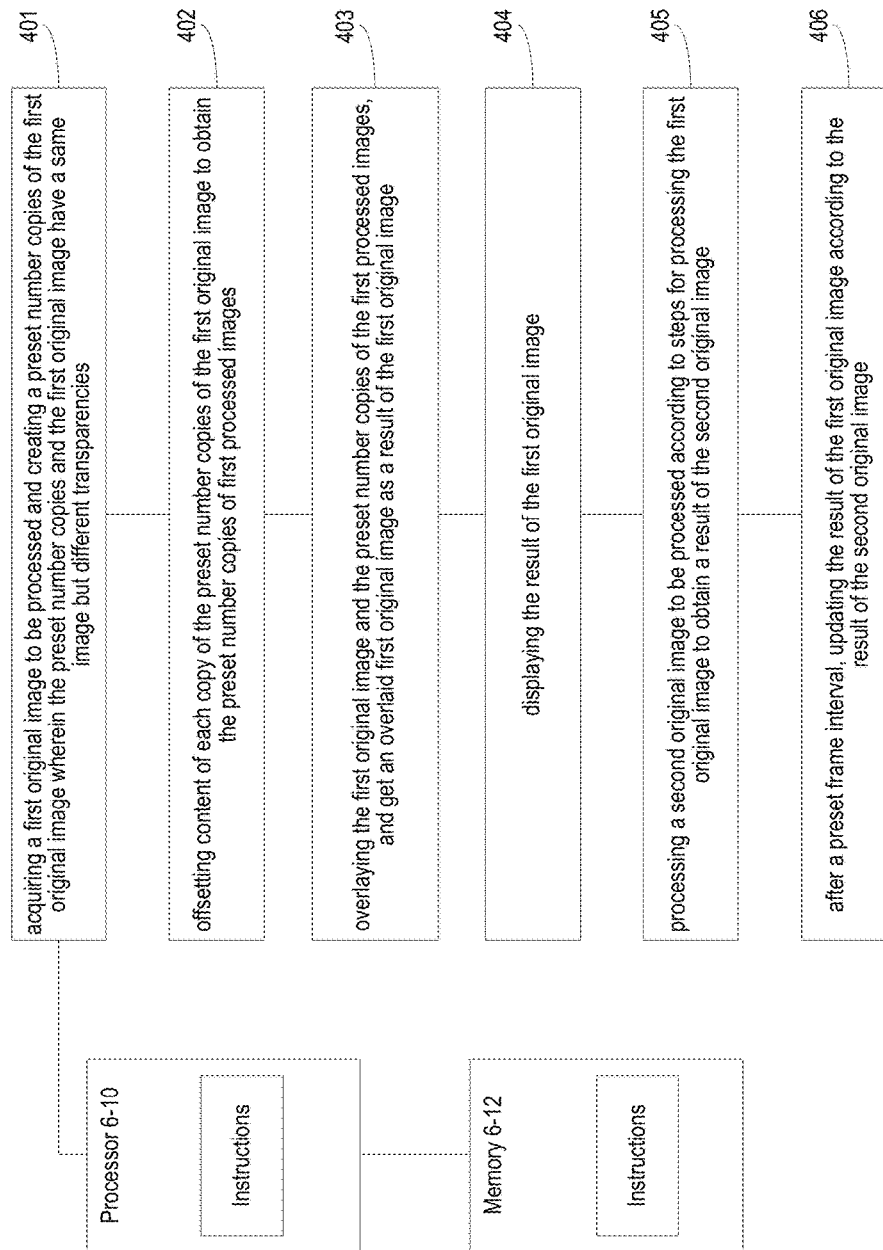 401
acquiring a first original image to be processed and creating a preset number copies of the first
original image wherein the preset number copies and the first original image have a same
image but different transparencies
402
offsetting content of each copy of the preset number copies of the first original image to obtain
the preset number copies of first processed images
403
overlaying the first original image and the preset number copies of the first processed images,
and get an overlaid first original image as a result of the first original image
404
displaying the result of the first original image
405
processing a second original image to be processed according to steps for processing the first
original image to obtain a result of the second original image
406
after a preset frame interval, updating the result of the first original image according to the
result of the second original image
Processor 6-10
Instructions
Memory 6-12
Instructions